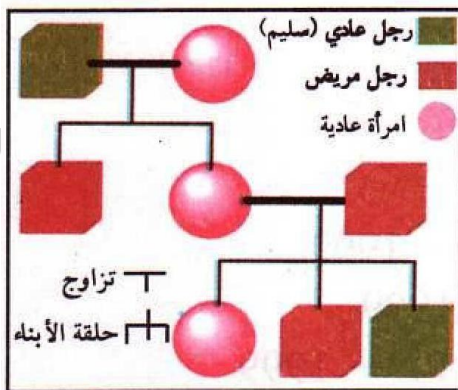 رجل عادي (سليم)
رجل مريض
امرأة عادية
تزاوج
حلقة الأبناء